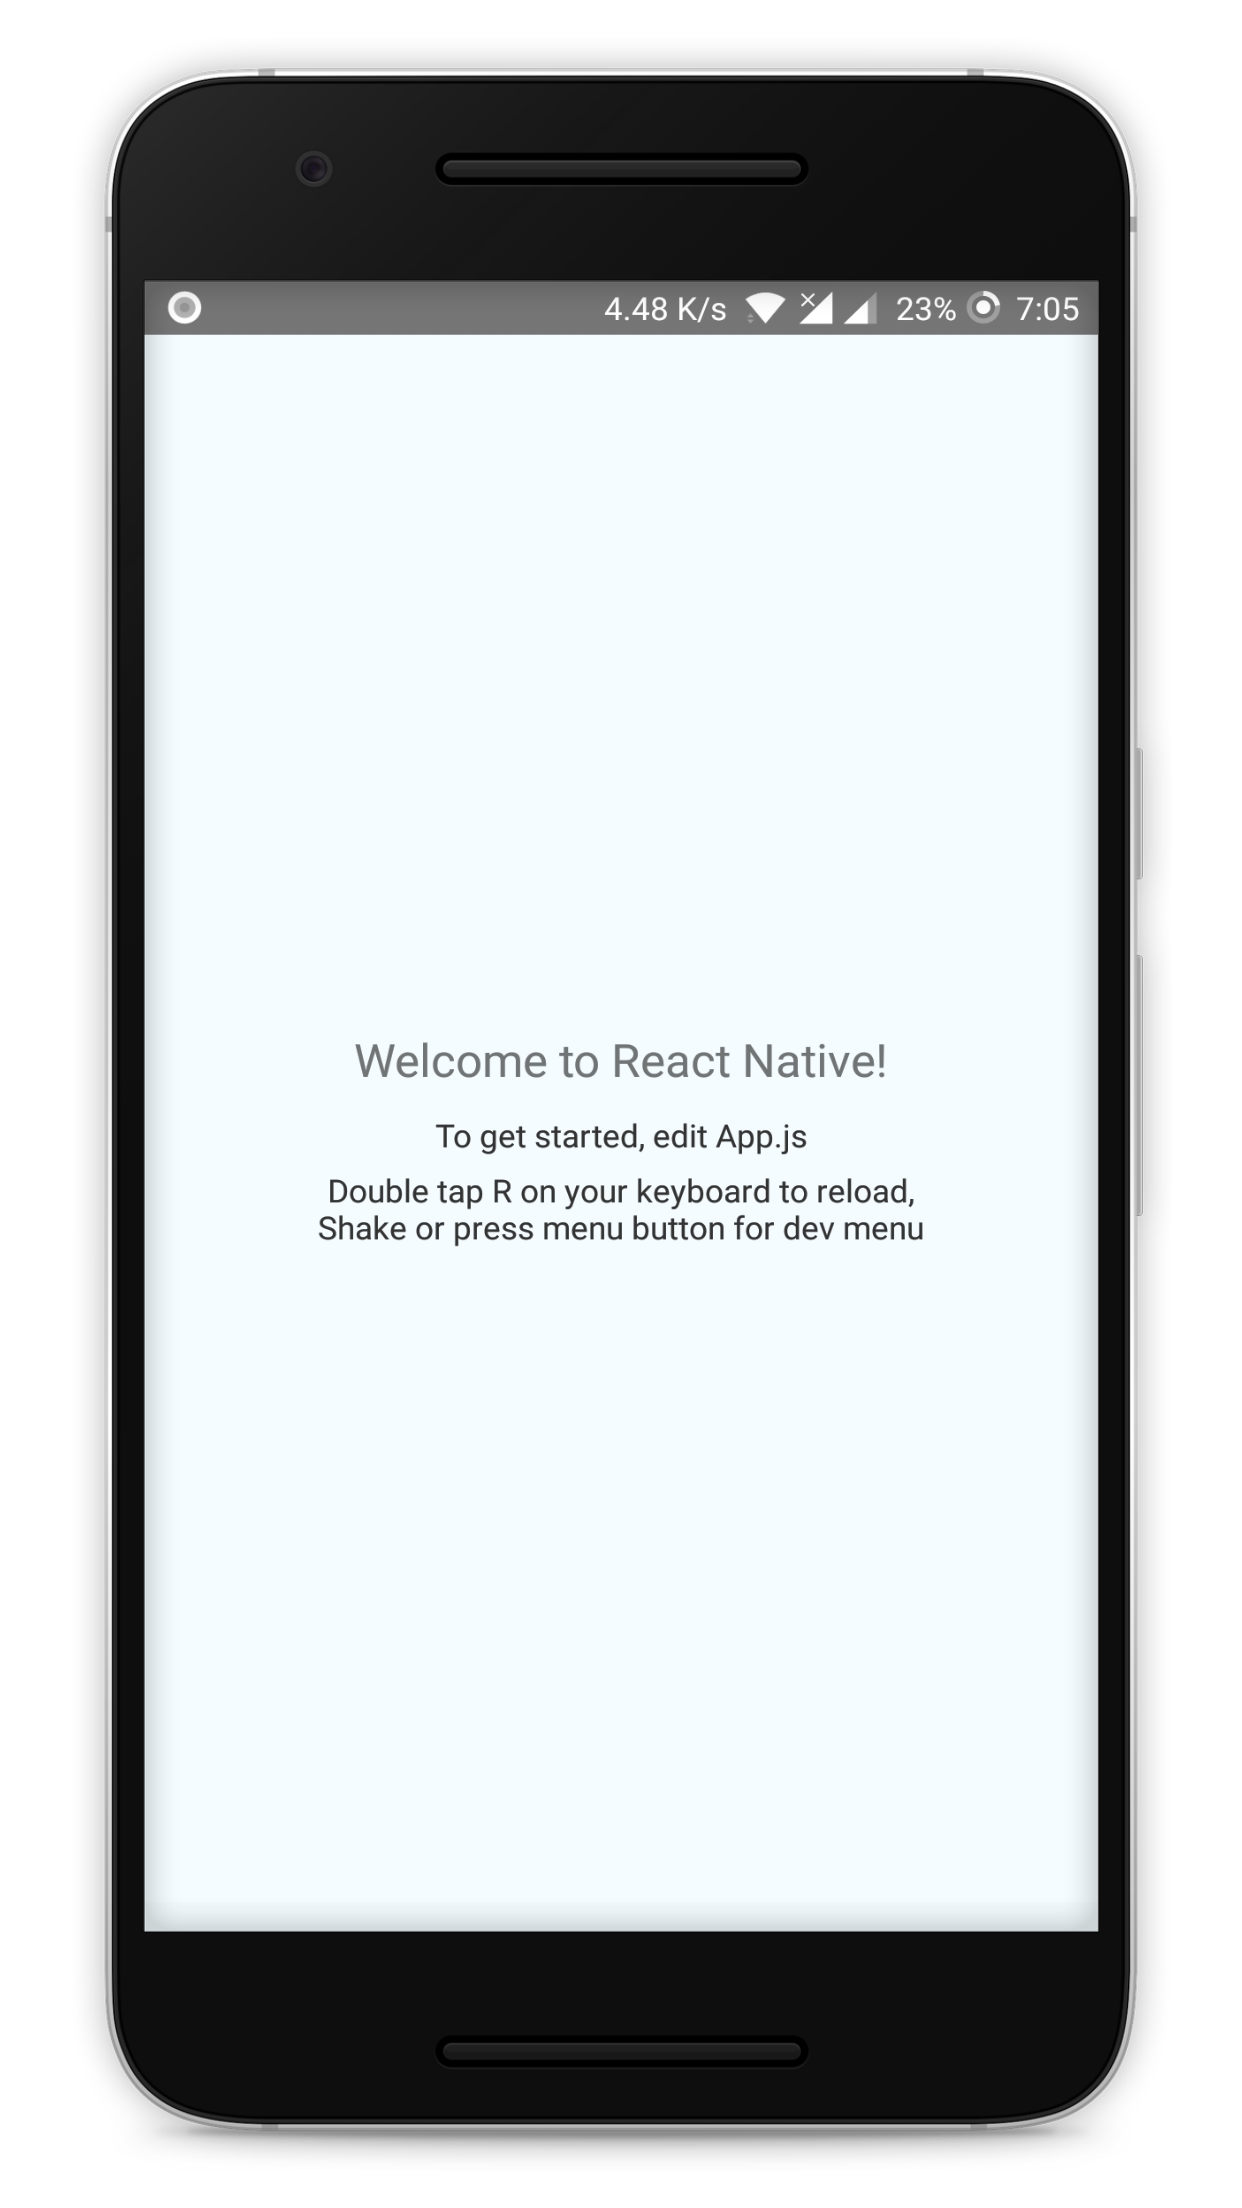 4.48 K/s 23% 7:05
Welcome to React Native!
To get started, edit App.js
Double tap R on your keyboard to reload,
Shake or press menu button for dev menu